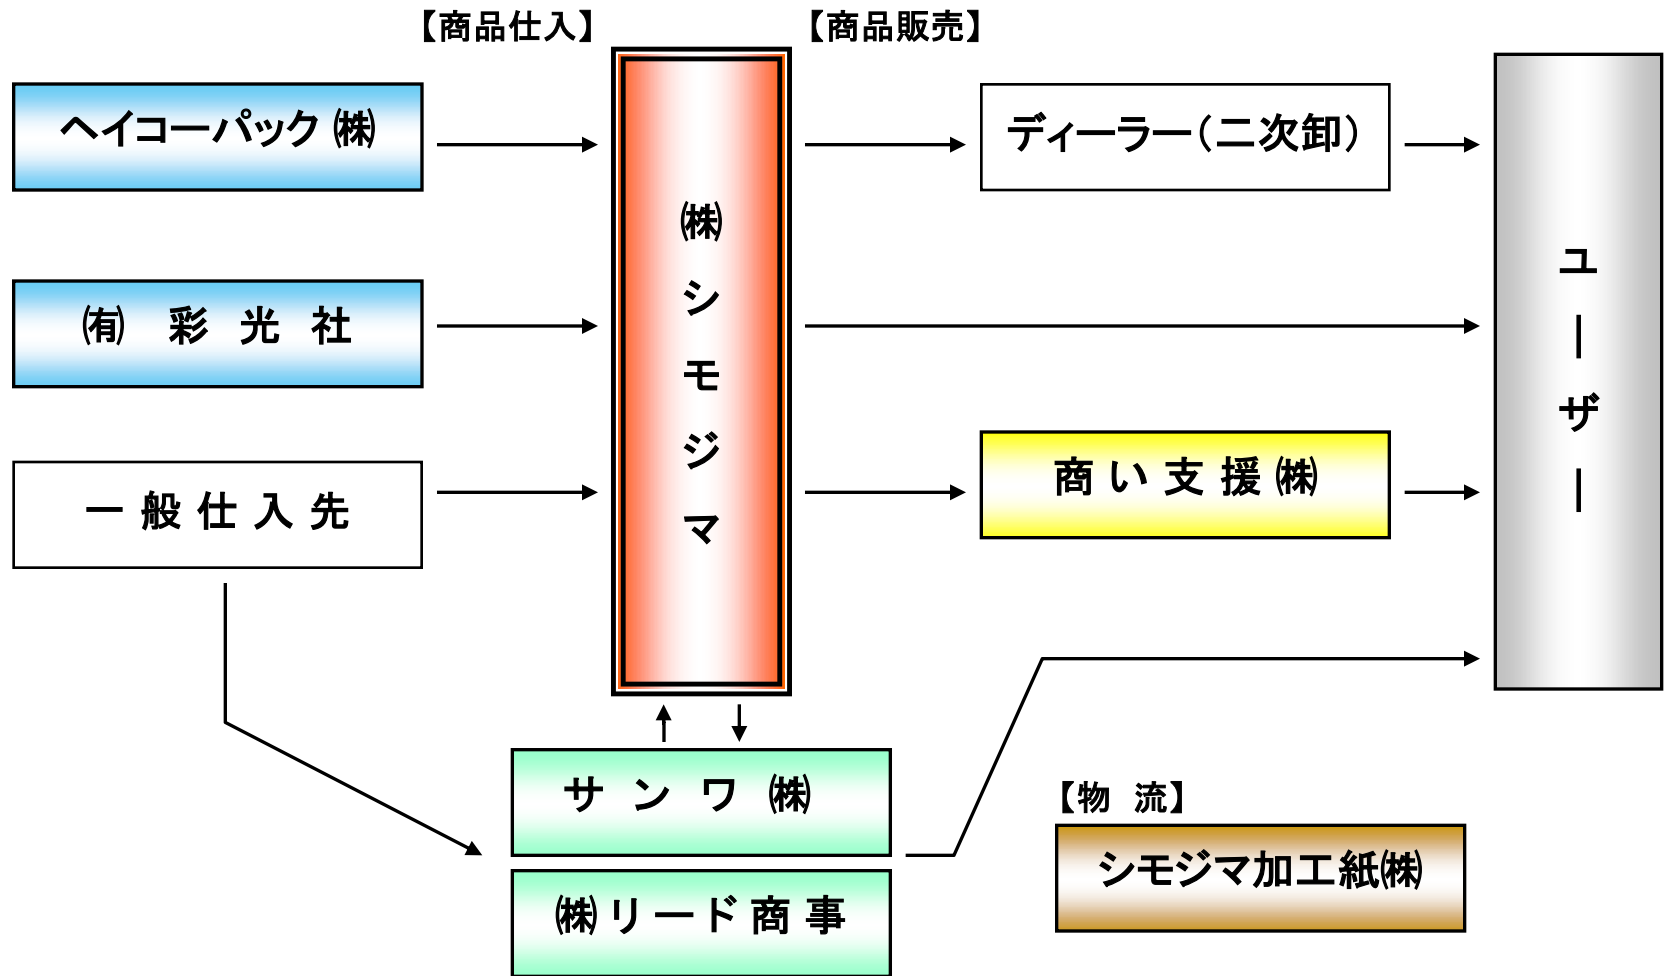 【商品仕入】
【商品販売】
ヘイコーパック㈱
㈲ 彩 光 社
一 般 仕 入 先
㈱シモジマ
ディーラー（二次卸）
商 い 支 援 ㈱
ユーザー
サ ン ワ ㈱
㈱ リ ー ド 商 事
【物 流】
シモジマ加工紙㈱